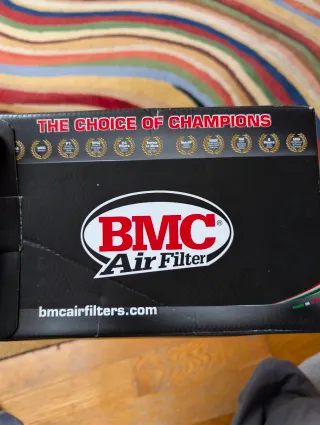 THE CHOICE OF CHAMPIONS
BMC®
Air Filter
bmcairfilters.com